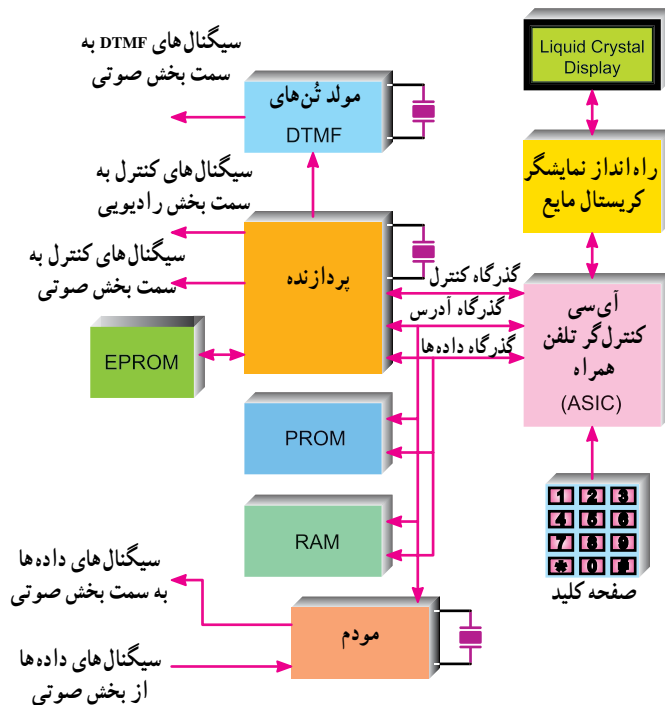 سیگنال‌های DTMF به
سمت بخش صوتی
مولد تُن‌های
DTMF
Liquid Crystal
Display
راه‌انداز نمایشگر
کریستال مایع
سیگنال‌های کنترل به
سمت بخش رادیویی
سیگنال‌های کنترل به
سمت بخش صوتی
پردازنده
گذرگاه کنترل
گذرگاه آدرس
گذرگاه داده‌ها
آی‌سی
کنترل‌گر تلفن
همراه
(ASIC)
EPROM
PROM
RAM
1 2 3
4 5 6
7 8 9
* 0 #
صفحه کلید
سیگنال‌های داده‌ها
به سمت بخش صوتی
مودم
سیگنال‌های داده‌ها
از بخش صوتی